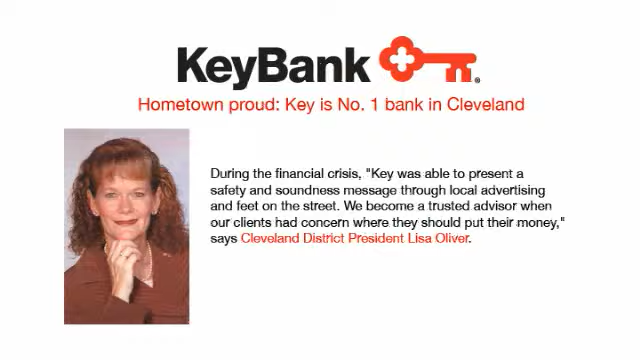 KeyBank
Hometown proud: Key is No. 1 bank in Cleveland
During the financial crisis, "Key was able to present a
safety and soundness message through local advertising
and feet on the street. We become a trusted advisor when
our clients had concern where they should put their money,"
says Cleveland District President Lisa Oliver.